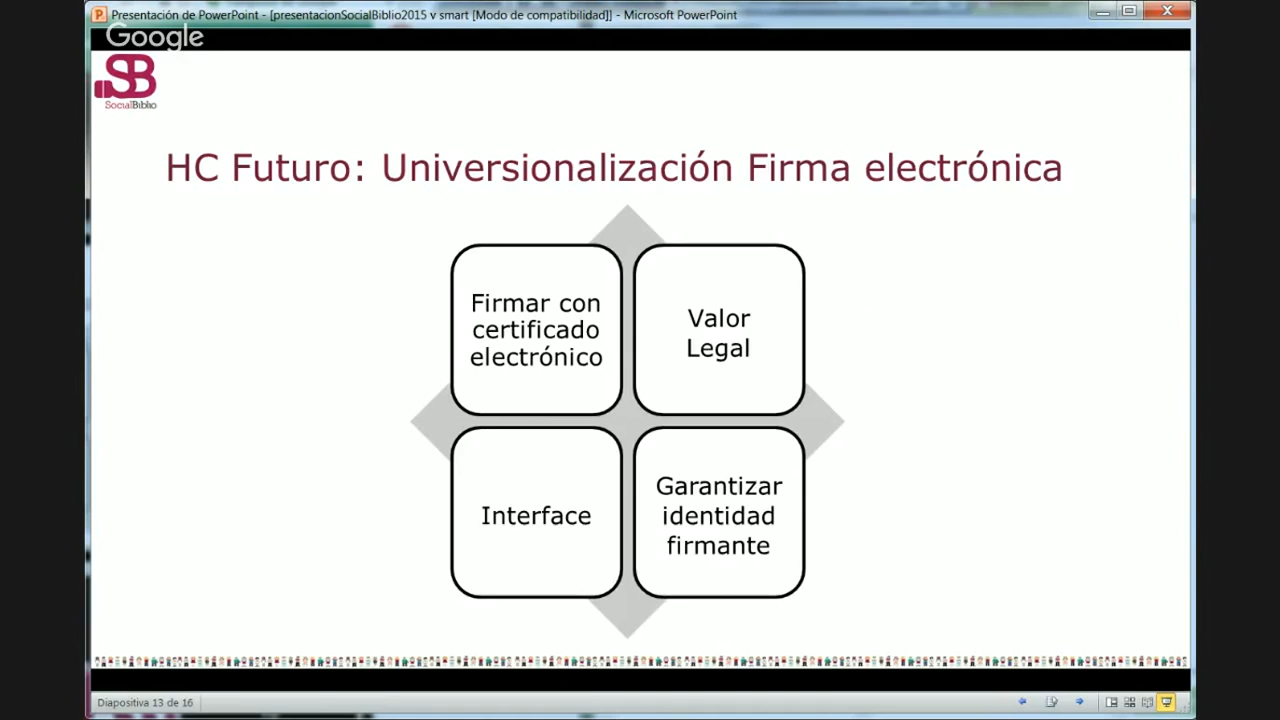 Presentación de PowerPoint - [presentacionSocialBiblio2015 v smart [Modo de compatibilidad]] - Microsoft PowerPoint
Google
SB
SocialBiblio
HC Futuro: Universionalización Firma electrónica
Firmar con
certificado
electrónico
Valor
Legal
Interface
Garantizar
identidad
firmante
Diapositiva 13 de 16